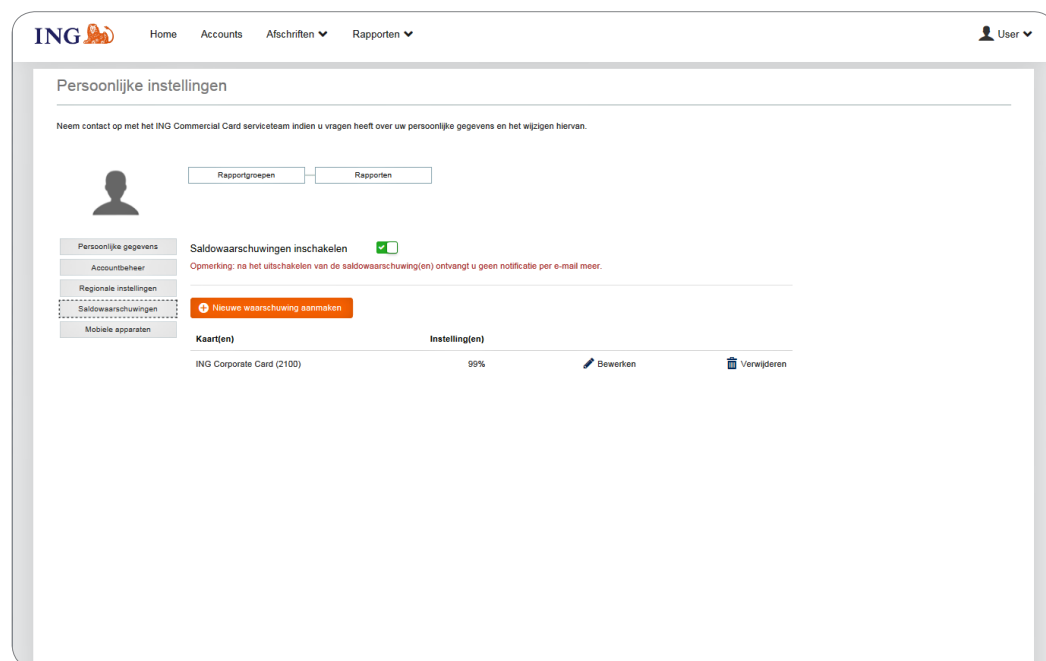 ING
Home Accounts Afschriften Rapporten User
Persoonlijke instellingen
Neem contact op met het ING Commercial Card serviceteam indien u vragen heeft over uw persoonlijke gegevens en het wijzigen hiervan.
Rapportgroepen Rapporten
Persoonlijke gegevens
Accountbeheer
Regionale instellingen
Saldowaarschuwingen
Mobiele apparaten
Saldowaarschuwingen inschakelen
Opmerking: na het uitschakelen van de saldowaarschuwing(en) ontvangt u geen notificatie per e-mail meer.
Nieuwe waarschuwing aanmaken
Kaart(en) Instelling(en)
ING Corporate Card (2100) 99% Bewerken Verwijderen